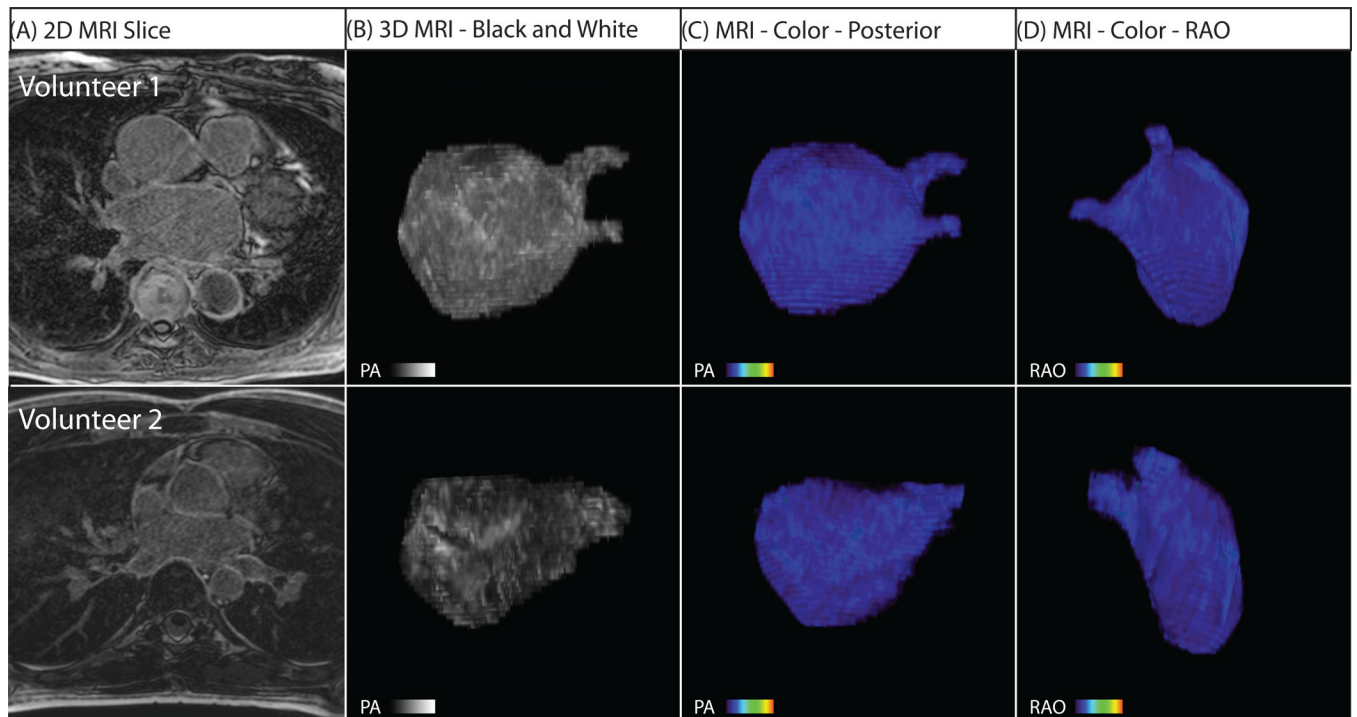 (A) 2D MRI Slice
(B) 3D MRI - Black and White
(C) MRI - Color - Posterior
(D) MRI - Color - RAO
Volunteer 1
PA
PA
RAO
Volunteer 2
PA
PA
RAO